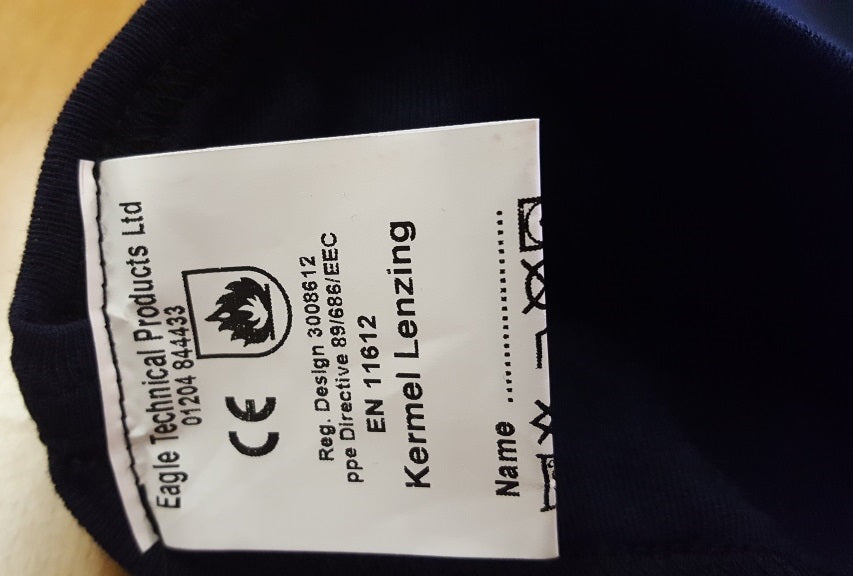 Eagle Technical Products Ltd
01204 844433
CE
Reg. Design 3008612
ppe Directive 89/686/EEC
EN 11612
Kermel Lenzing
Name ........................